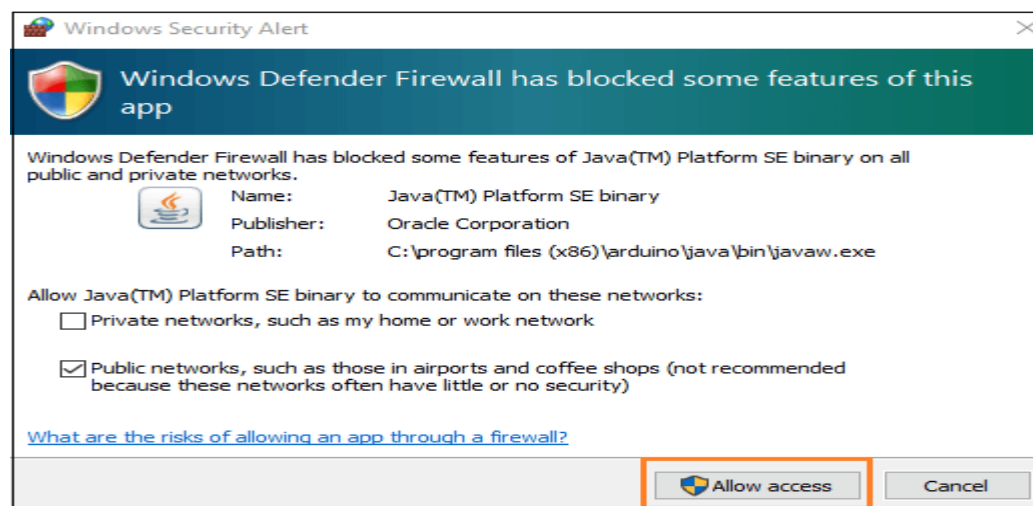 Windows Security Alert
Windows Defender Firewall has blocked some features of this
app
Windows Defender Firewall has blocked some features of Java(TM) Platform SE binary on all
public and private networks.
Name: Java(TM) Platform SE binary
Publisher: Oracle Corporation
Path: C:\program files (x86)\arduino\java\bin\javaw.exe
Allow Java(TM) Platform SE binary to communicate on these networks:
Private networks, such as my home or work network
Public networks, such as those in airports and coffee shops (not recommended
because these networks often have little or no security)
What are the risks of allowing an app through a firewall?
Allow access Cancel